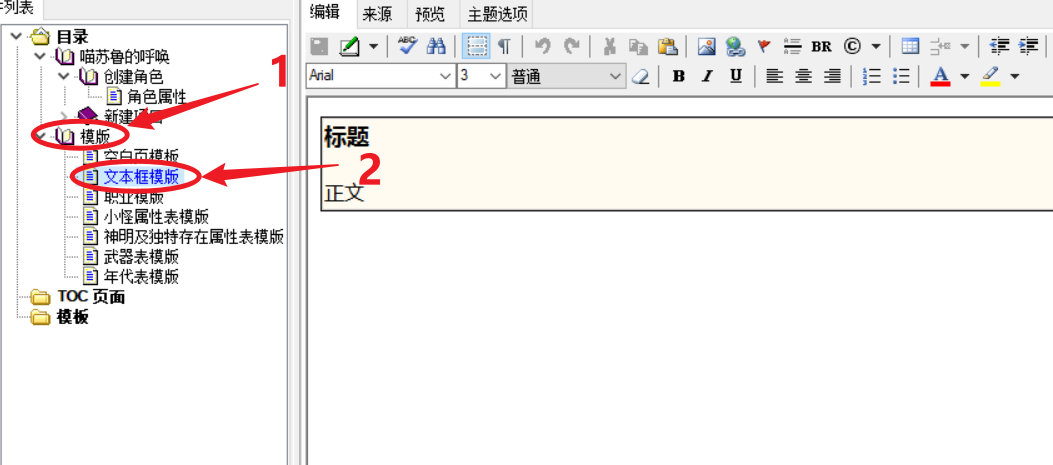 件列表
编辑 来源 预览 主题选项
ABC BR ©
Arial 3 普通 B I U A
目录
喵苏鲁的呼唤
创建角色
角色属性
新建项目
模版
空白页模板
文本框模版
职业模版
小怪属性表模版
神明及独特存在属性表模版
武器表模版
年代表模版
TOC 页面
模板
1
2
标题
正文